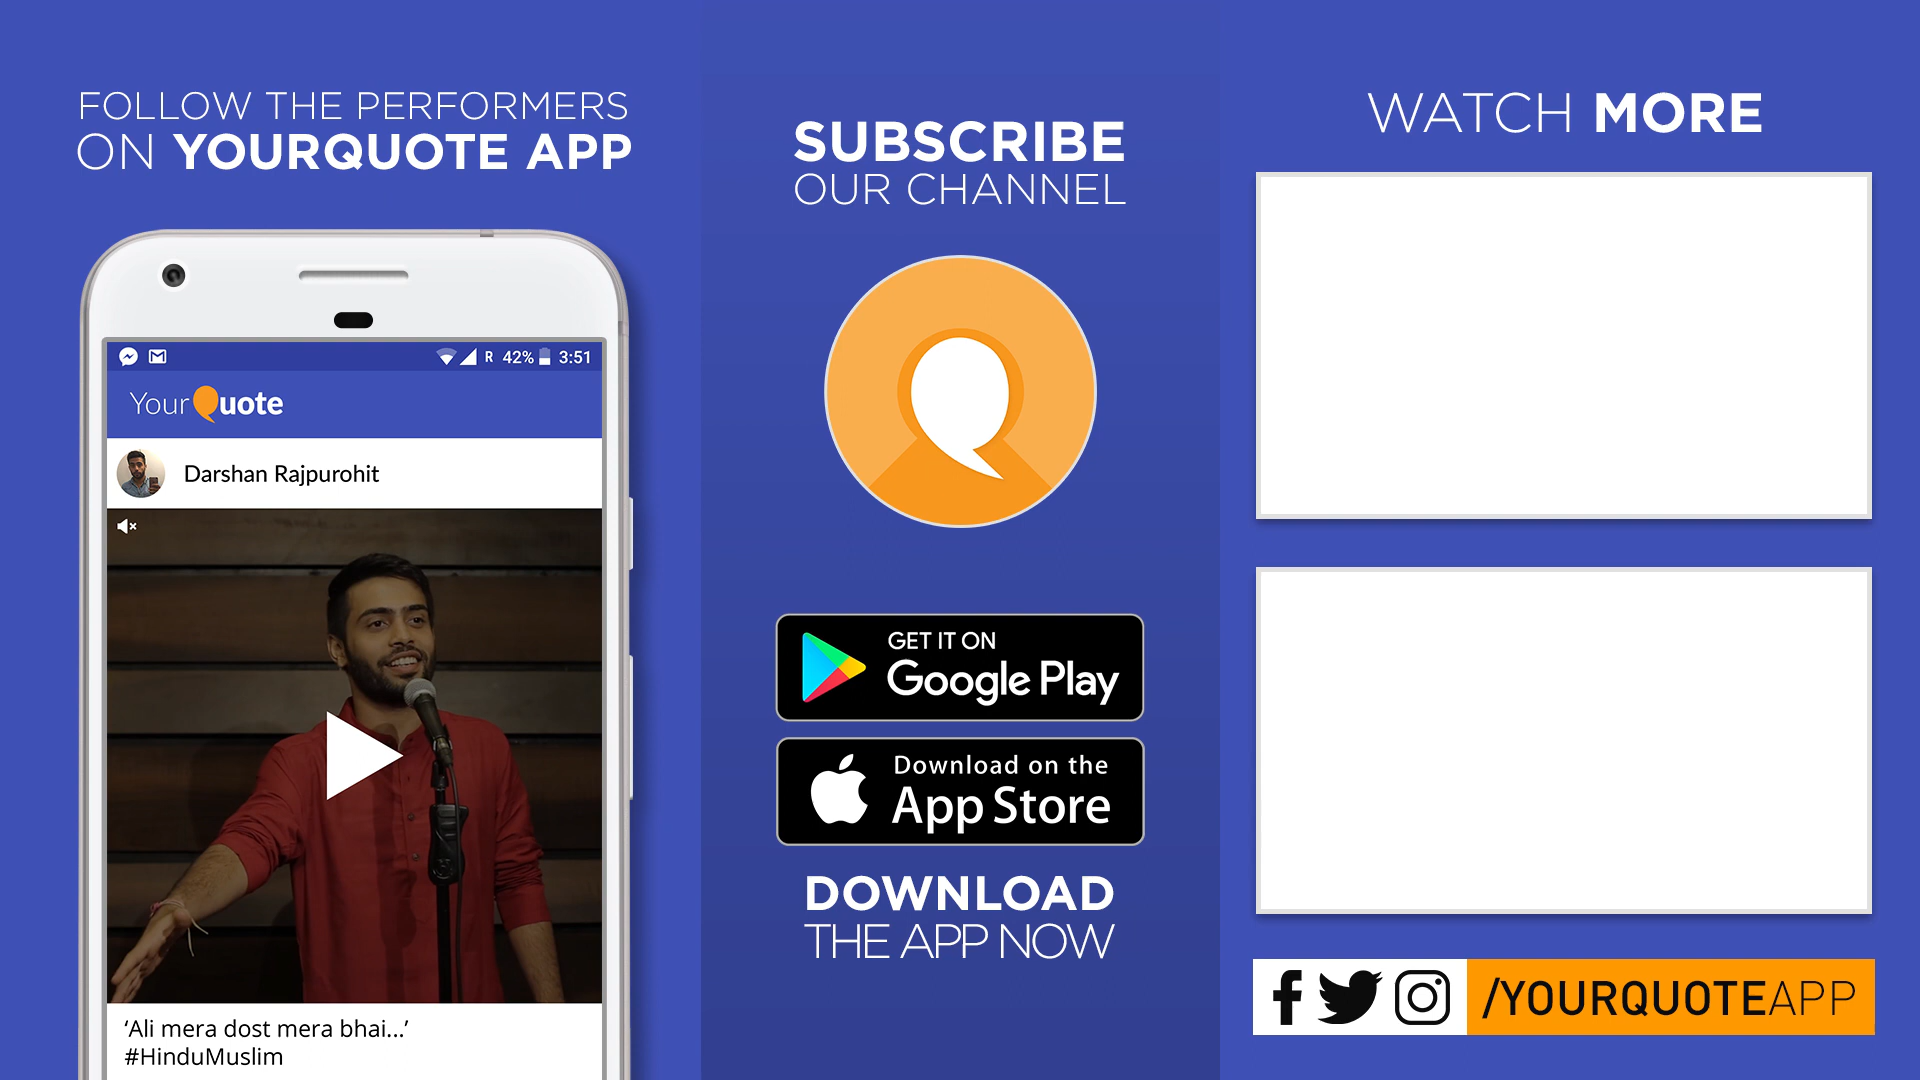 FOLLOW THE PERFORMERS
ON YOURQUOTE APP
R 42% 3:51
YourQuote
Darshan Rajpurohit
‘Ali mera dost mera bhai...’
#HinduMuslim
SUBSCRIBE
OUR CHANNEL
GET IT ON
Google Play
Download on the
App Store
DOWNLOAD
THE APP NOW
WATCH MORE
/YOURQUOTEAPP